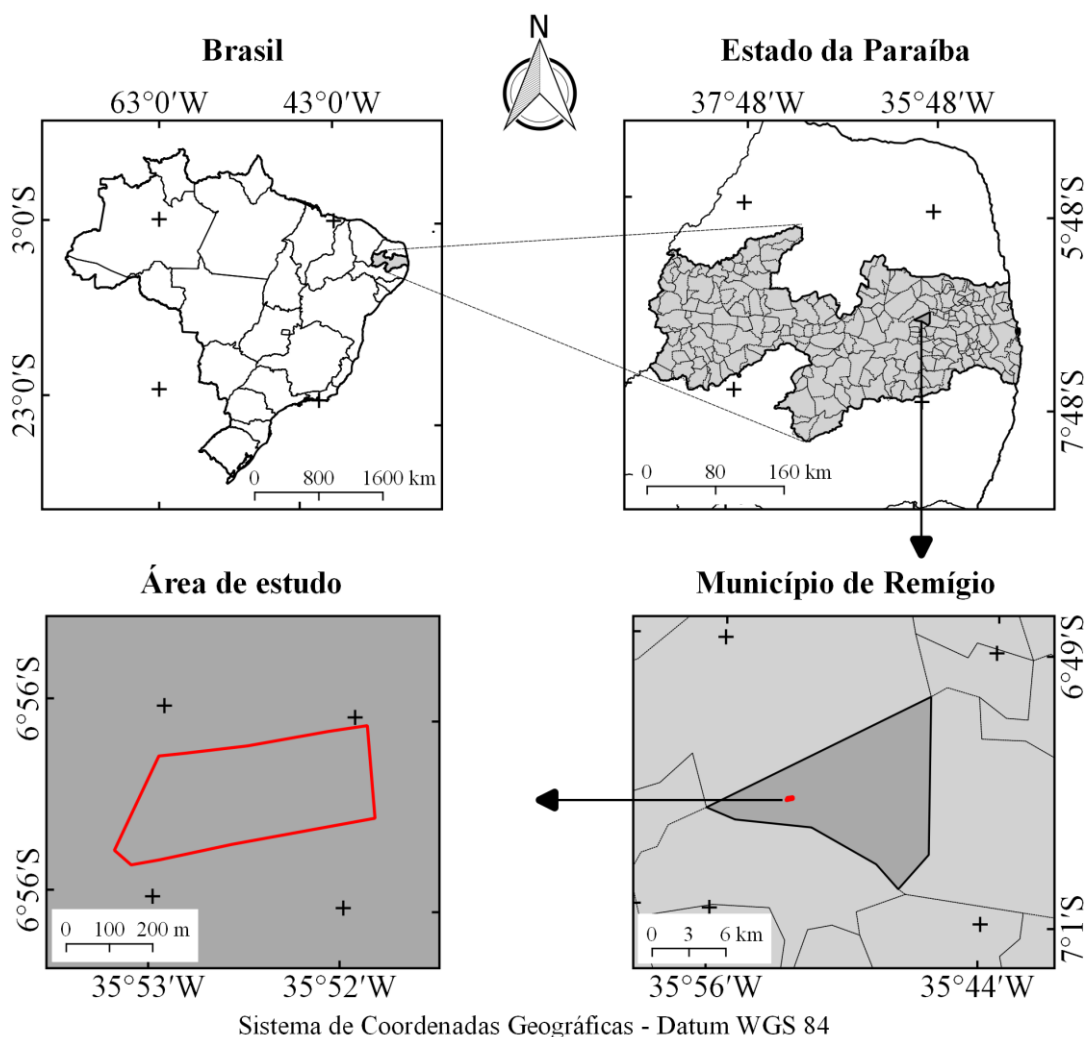 N
Brasil
Estado da Paraíba
63°0'W 43°0'W
37°48'W 35°48'W
3°0'S
23°0'S
5°48'S
7°48'S
0 800 1600 km
0 80 160 km
Área de estudo
Município de Remígio
6°56'S
6°56'S
6°49'S
7°1'S
0 100 200 m
0 3 6 km
35°53'W 35°52'W
35°56'W 35°44'W
Sistema de Coordenadas Geográficas - Datum WGS 84